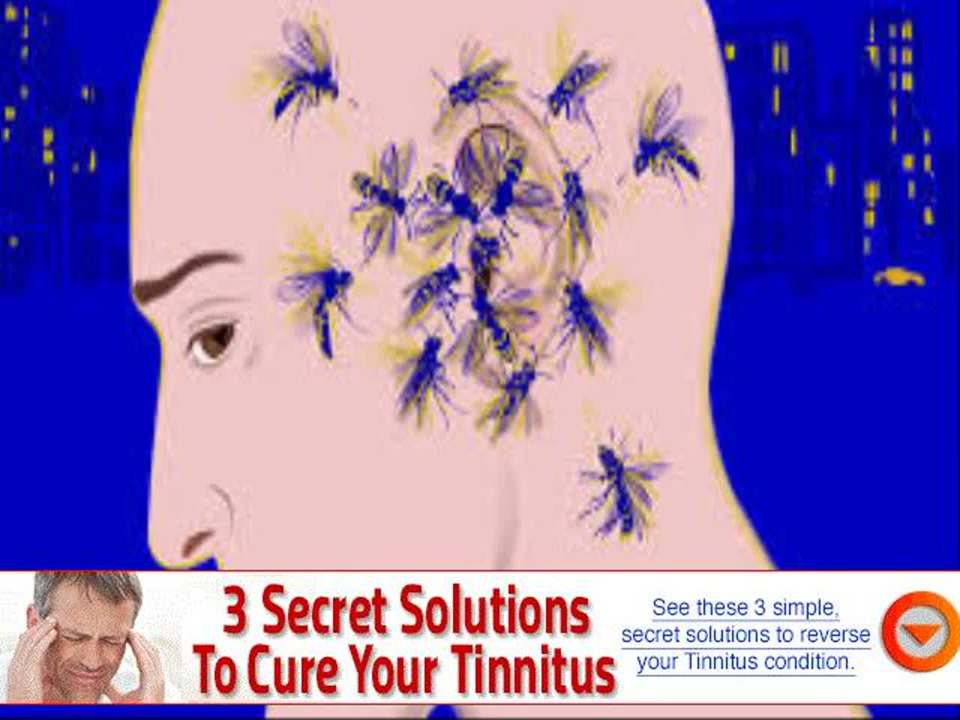 3 Secret Solutions
To Cure Your Tinnitus
See these 3 simple,
secret solutions to reverse
your Tinnitus condition.